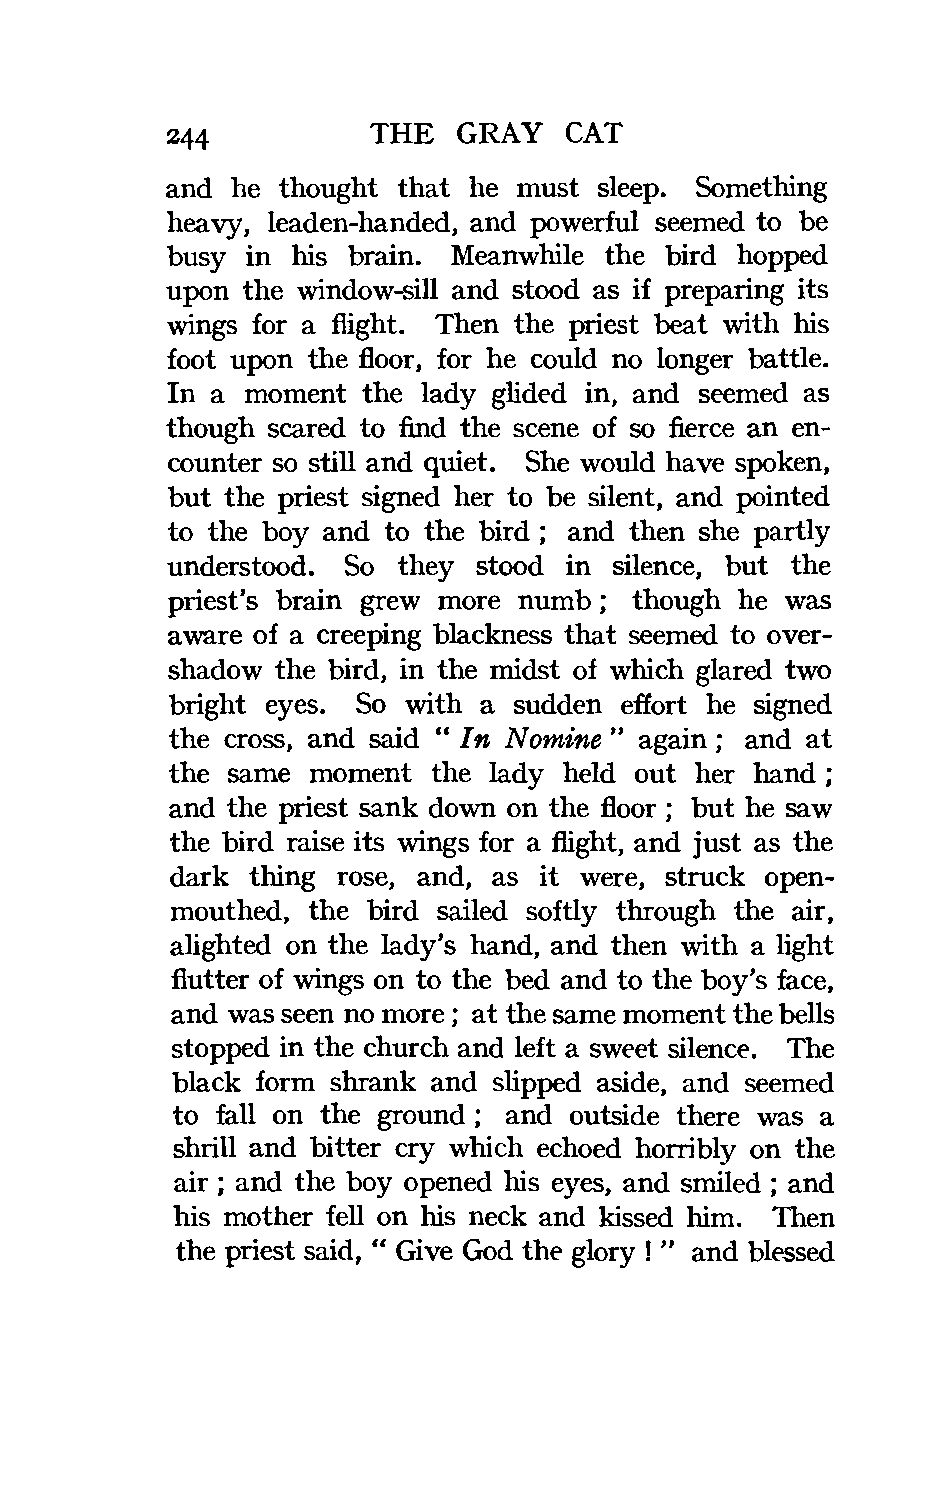 244 THE GRAY CAT
and he thought that he must sleep. Something
heavy, leaden-handed, and powerful seemed to be
busy in his brain. Meanwhile the bird hopped
upon the window-sill and stood as if preparing its
wings for a flight. Then the priest beat with his
foot upon the floor, for he could no longer battle.
In a moment the lady glided in, and seemed as
though scared to find the scene of so fierce an en-
counter so still and quiet. She would have spoken,
but the priest signed her to be silent, and pointed
to the boy and to the bird ; and then she partly
understood. So they stood in silence, but the
priest's brain grew more numb ; though he was
aware of a creeping blackness that seemed to over-
shadow the bird, in the midst of which glared two
bright eyes. So with a sudden effort he signed
the cross, and said “ In Nomine ” again ; and at
the same moment the lady held out her hand ;
and the priest sank down on the floor ; but he saw
the bird raise its wings for a flight, and just as the
dark thing rose, and, as it were, struck open-
mouthed, the bird sailed softly through the air,
alighted on the lady's hand, and then with a light
flutter of wings on to the bed and to the boy's face,
and was seen no more ; at the same moment the bells
stopped in the church and left a sweet silence. The
black form shrank and slipped aside, and seemed
to fall on the ground ; and outside there was a
shrill and bitter cry which echoed horribly on the
air ; and the boy opened his eyes, and smiled ; and
his mother fell on his neck and kissed him. Then
the priest said, “ Give God the glory ! ” and blessed